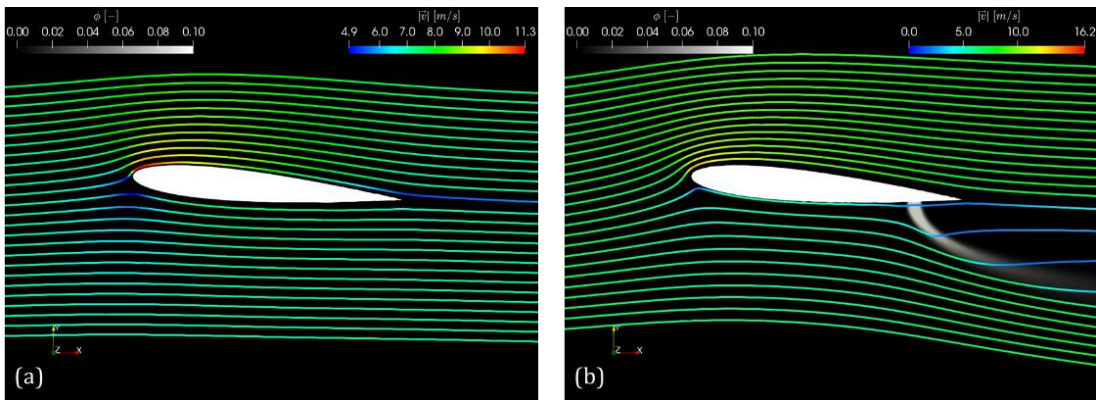 ϕ [−] |v⃗| [m/s]
0.00 0.02 0.04 0.06 0.08 0.10 4.9 6.0 7.0 8.0 9.0 10.0 11.3
Y
Z X
(a)
ϕ [−] |v⃗| [m/s]
0.00 0.02 0.04 0.06 0.08 0.10 0.0 5.0 10.0 16.2
Y
Z X
(b)